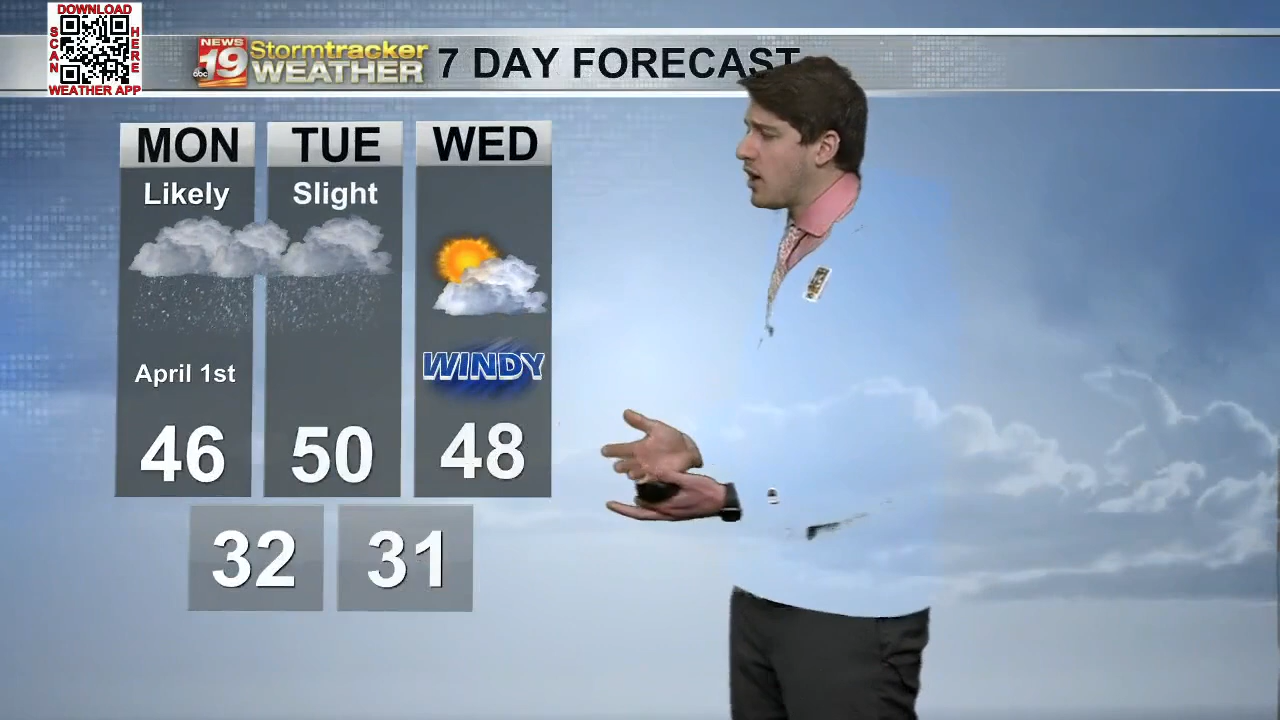 DOWNLOAD
SCAN
HERE
WEATHER APP
NEWS
abc 19
Stormtracker
WEATHER
7 DAY FORECAST
MON
TUE
WED
Likely
Slight
WINDY
April 1st
46
50
48
32
31